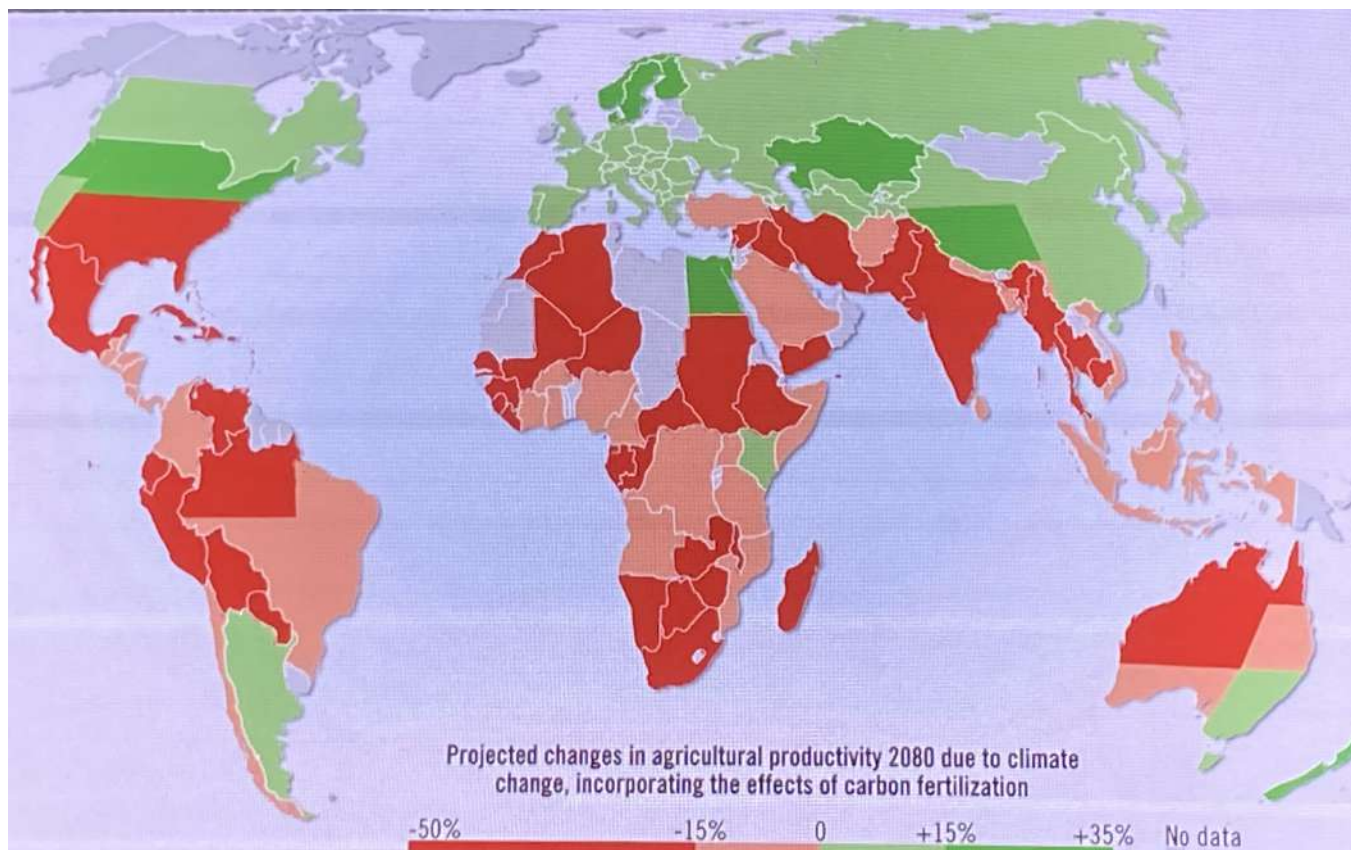 Projected changes in agricultural productivity 2080 due to climate
change, incorporating the effects of carbon fertilization
-50% -15% 0 +15% +35% No data